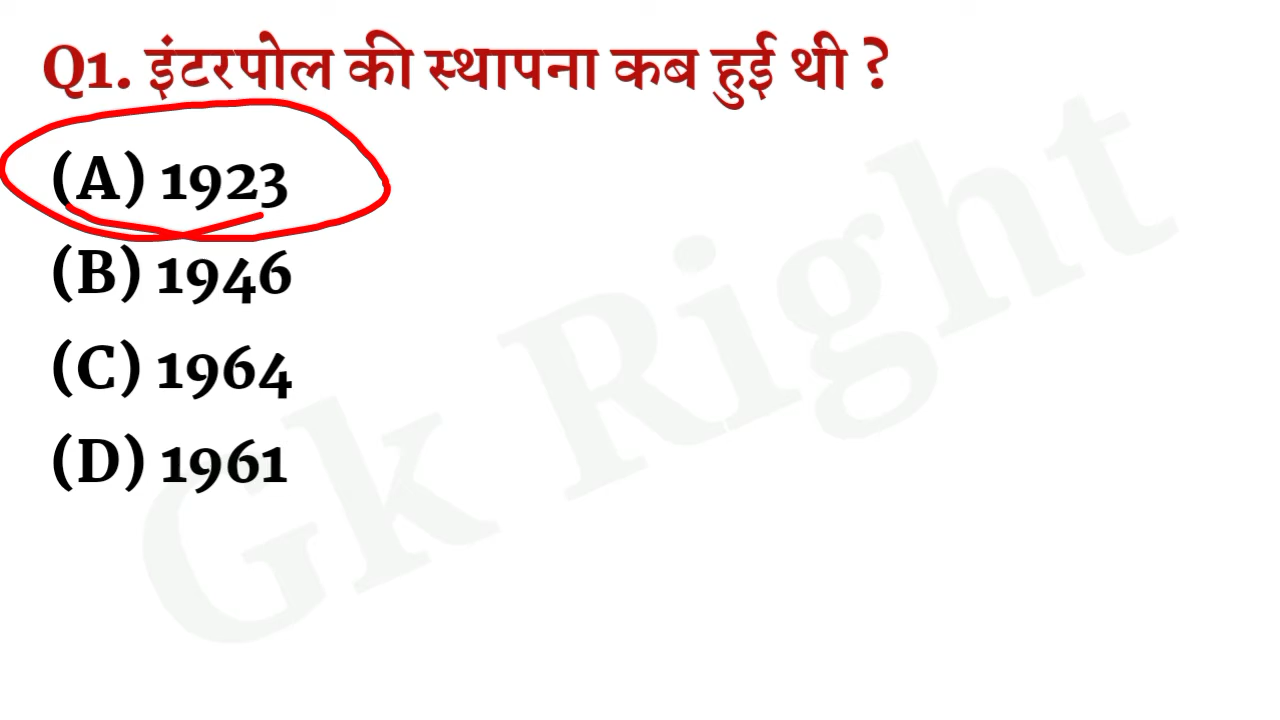 Q1. इंटरपोल की स्थापना कब हुई थी ?
(A) 1923
(B) 1946
(C) 1964
(D) 1961
Gk Right